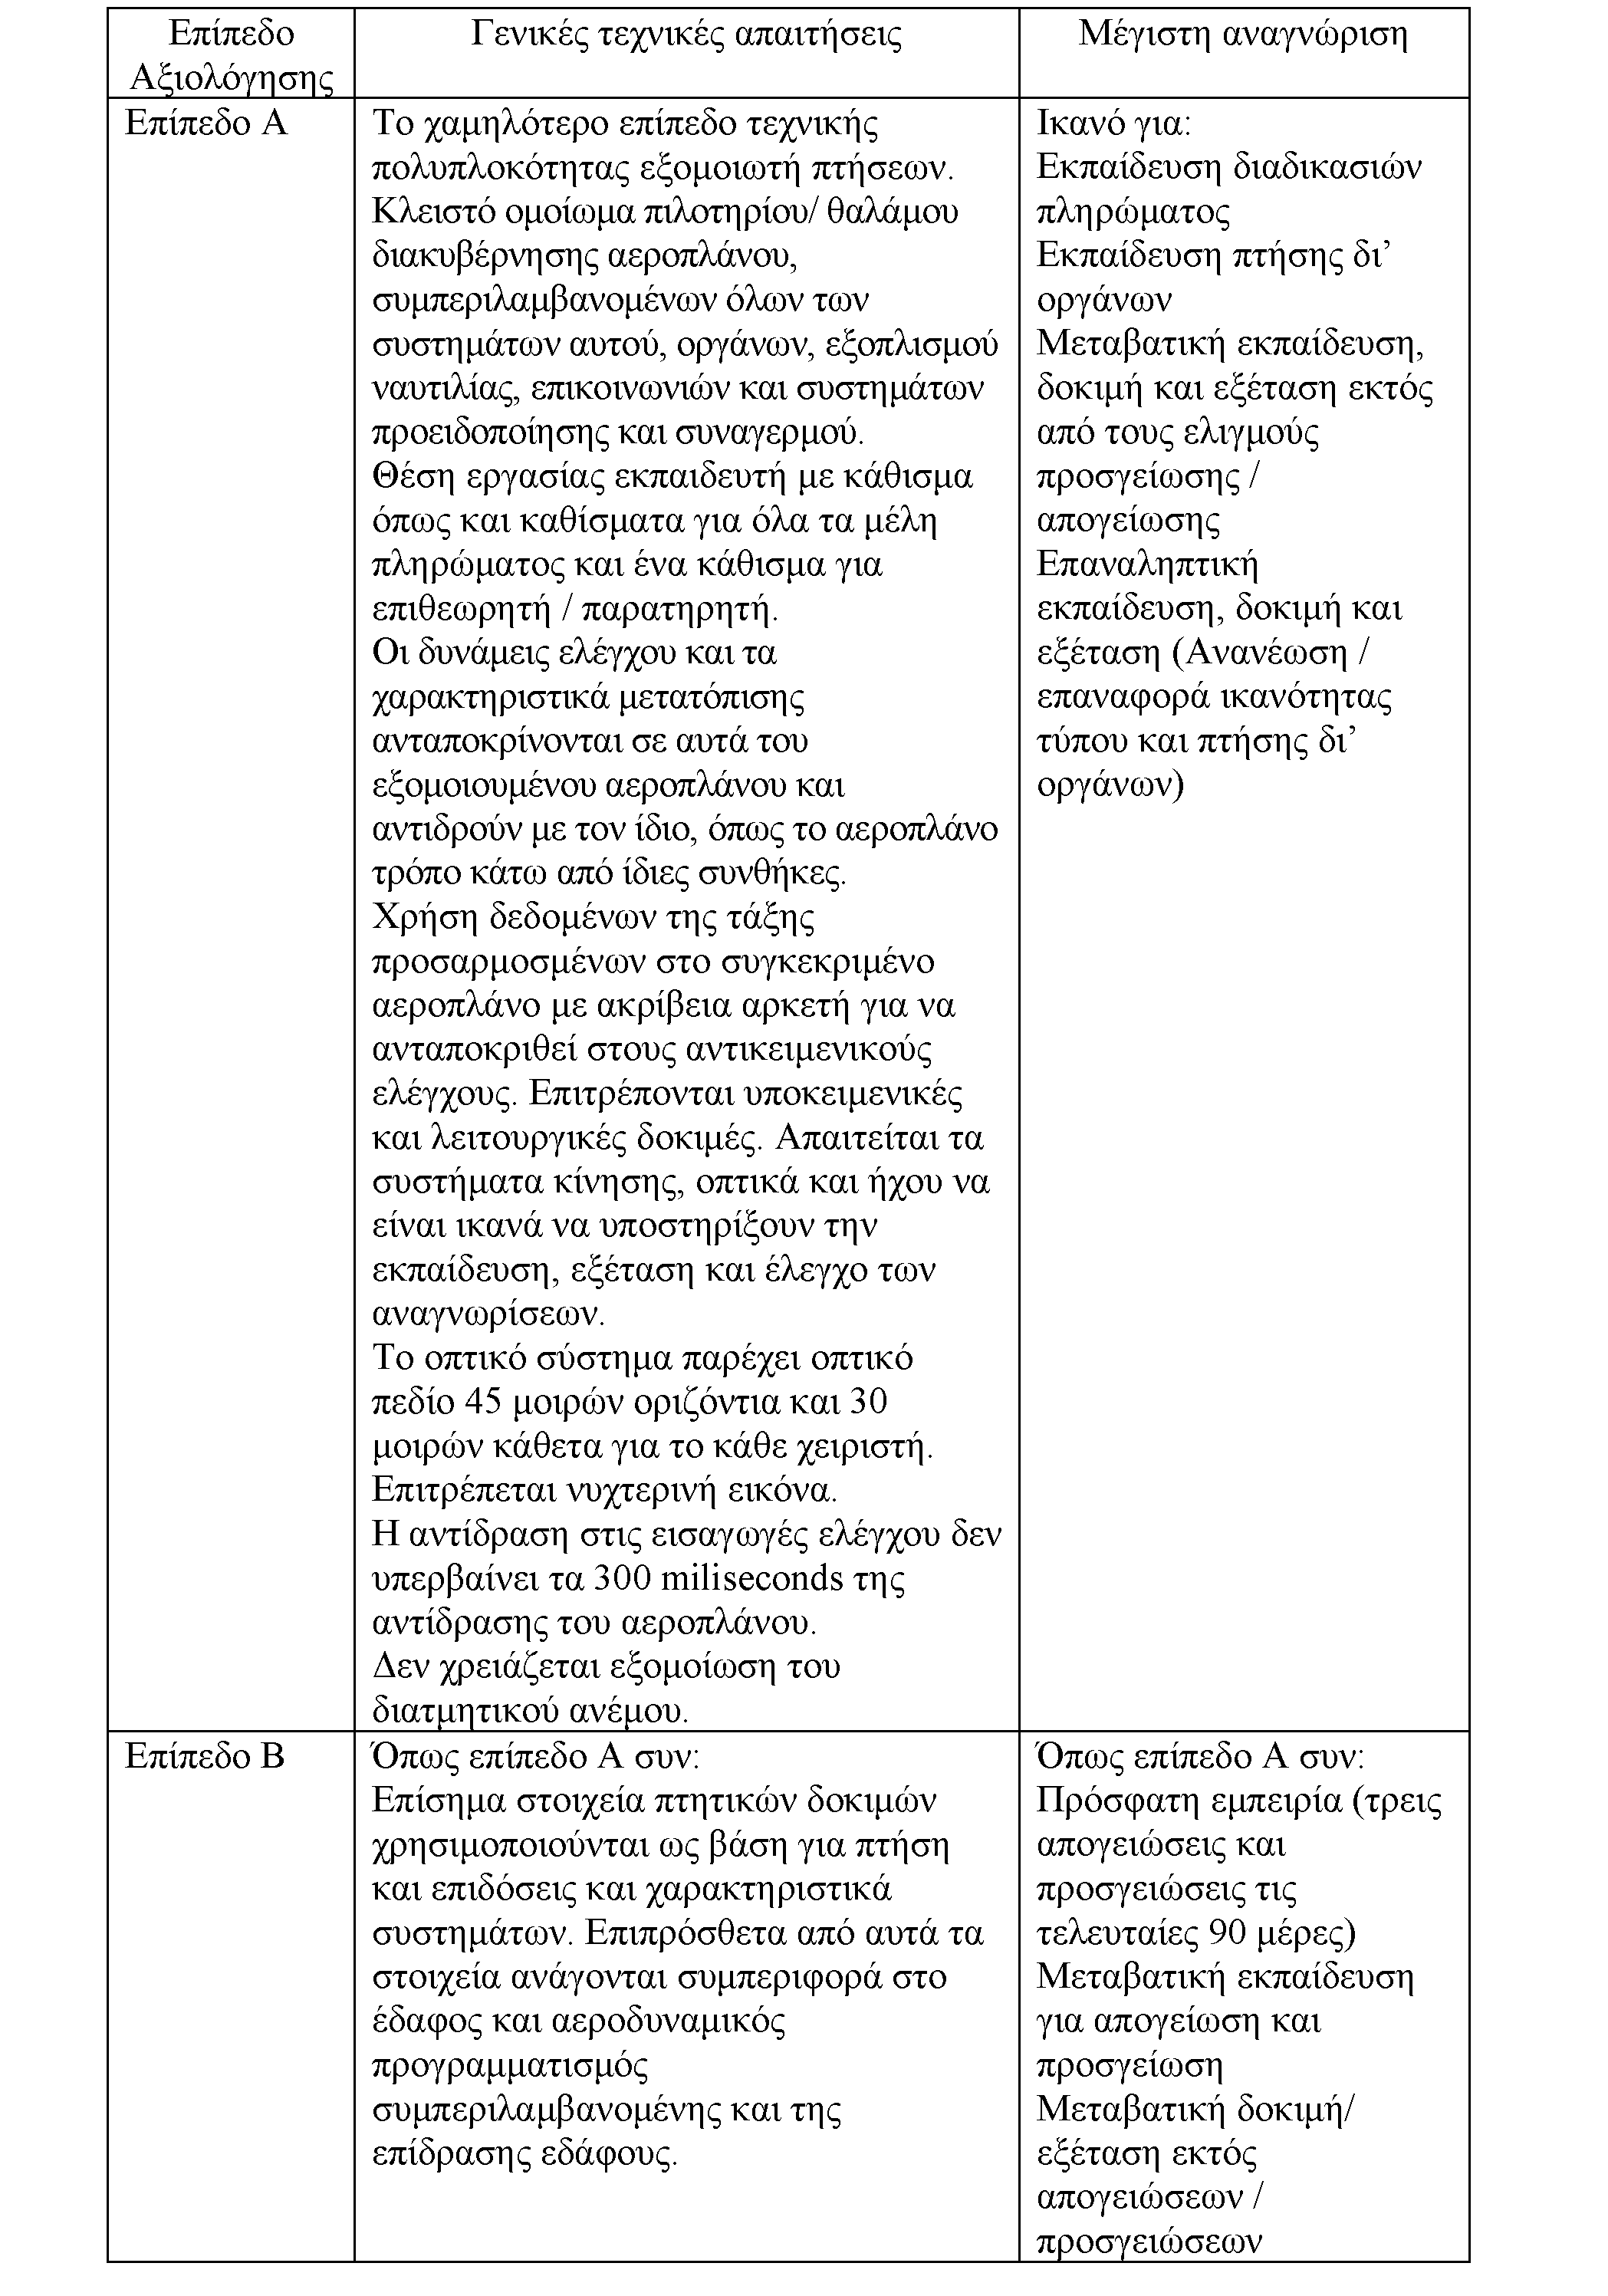 Επίπεδο
Αξιολόγησης
Γενικές τεχνικές απαιτήσεις
Μέγιστη αναγνώριση
Επίπεδο Α
Το χαμηλότερο επίπεδο τεχνικής
πολυπλοκότητας εξομοιωτή πτήσεων.
Κλειστό ομοίωμα πιλοτηρίου/ θαλάμου
διακυβέρνησης αεροπλάνου,
συμπεριλαμβανομένων όλων των
συστημάτων αυτού, οργάνων, εξοπλισμού
ναυτιλίας, επικοινωνιών και συστημάτων
προειδοποίησης και συναγερμού.
Θέση εργασίας εκπαιδευτή με κάθισμα
όπως και καθίσματα για όλα τα μέλη
πληρώματος και ένα κάθισμα για
επιθεωρητή / παρατηρητή.
Οι δυνάμεις ελέγχου και τα
χαρακτηριστικά μετατόπισης
ανταποκρίνονται σε αυτά του
εξομοιουμένου αεροπλάνου και
αντιδρούν με τον ίδιο, όπως το αεροπλάνο
τρόπο κάτω από ίδιες συνθήκες.
Χρήση δεδομένων της τάξης
προσαρμοσμένων στο συγκεκριμένο
αεροπλάνο με ακρίβεια αρκετή για να
ανταποκριθεί στους αντικειμενικούς
ελέγχους. Επιτρέπονται υποκειμενικές
και λειτουργικές δοκιμές. Απαιτείται τα
συστήματα κίνησης, οπτικά και ήχου να
είναι ικανά να υποστηρίξουν την
εκπαίδευση, εξέταση και έλεγχο των
αναγνωρίσεων.
Το οπτικό σύστημα παρέχει οπτικό
πεδίο 45 μοιρών οριζόντια και 30
μοιρών κάθετα για το κάθε χειριστή.
Επιτρέπεται νυχτερινή εικόνα.
Η αντίδραση στις εισαγωγές ελέγχου δεν
υπερβαίνει τα 300 miliseconds της
αντίδρασης του αεροπλάνου.
Δεν χρειάζεται εξομοίωση του
διατμητικού ανέμου.
Ικανό για:
Εκπαίδευση διαδικασιών
πληρώματος
Εκπαίδευση πτήσης δι’
οργάνων
Μεταβατική εκπαίδευση,
δοκιμή και εξέταση εκτός
από τους ελιγμούς
προσγείωσης /
απογείωσης
Επαναληπτική
εκπαίδευση, δοκιμή και
εξέταση (Ανανέωση /
επαναφορά ικανότητας
τύπου και πτήσης δι’
οργάνων)
Επίπεδο Β
Όπως επίπεδο Α συν:
Επίσημα στοιχεία πτητικών δοκιμών
χρησιμοποιούνται ως βάση για πτήση
και επιδόσεις και χαρακτηριστικά
συστημάτων. Επιπρόσθετα από αυτά τα
στοιχεία ανάγονται συμπεριφορά στο
έδαφος και αεροδυναμικός
προγραμματισμός
συμπεριλαμβανομένης και της
επίδρασης εδάφους.
Όπως επίπεδο Α συν:
Πρόσφατη εμπειρία (τρεις
απογειώσεις και
προσγειώσεις τις
τελευταίες 90 μέρες)
Μεταβατική εκπαίδευση
για απογείωση και
προσγείωση
Μεταβατική δοκιμή/
εξέταση εκτός
απογειώσεων /
προσγειώσεων